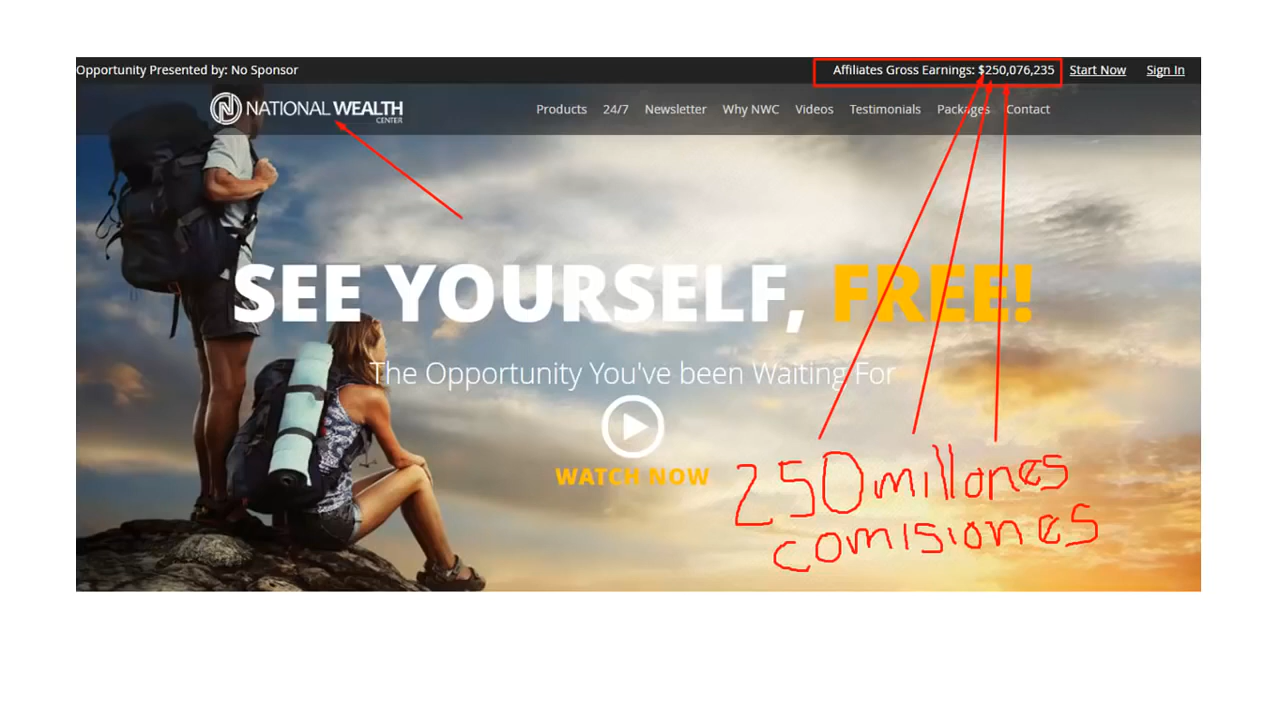 Opportunity Presented by: No Sponsor
Affiliates Gross Earnings: $250,076,235 Start Now Sign In
NATIONAL WEALTH
CENTER
Products 24/7 Newsletter Why NWC Videos Testimonials Packages Contact
SEE YOURSELF, FREE!
The Opportunity You've been Waiting For
WATCH NOW
250 millones
comisiones